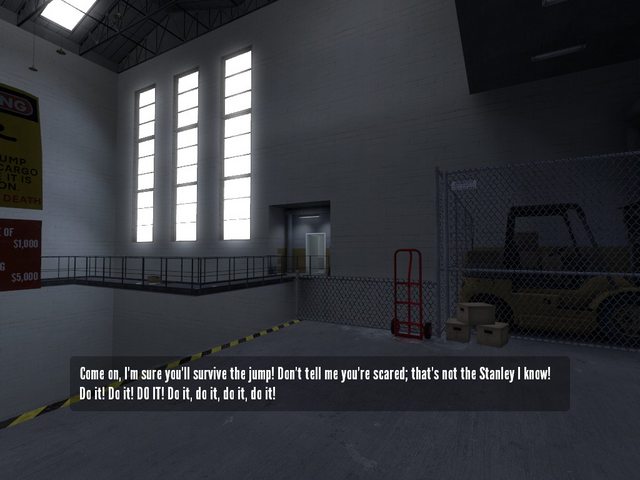 NG
UMP
CARGO
IT IS
ON.
DEATH
E OF
$1,000
G
$5,000
Come on, I'm sure you'll survive the jump! Don't tell me you're scared; that's not the Stanley I know!
Do it! Do it! DO IT! Do it, do it, do it, do it!